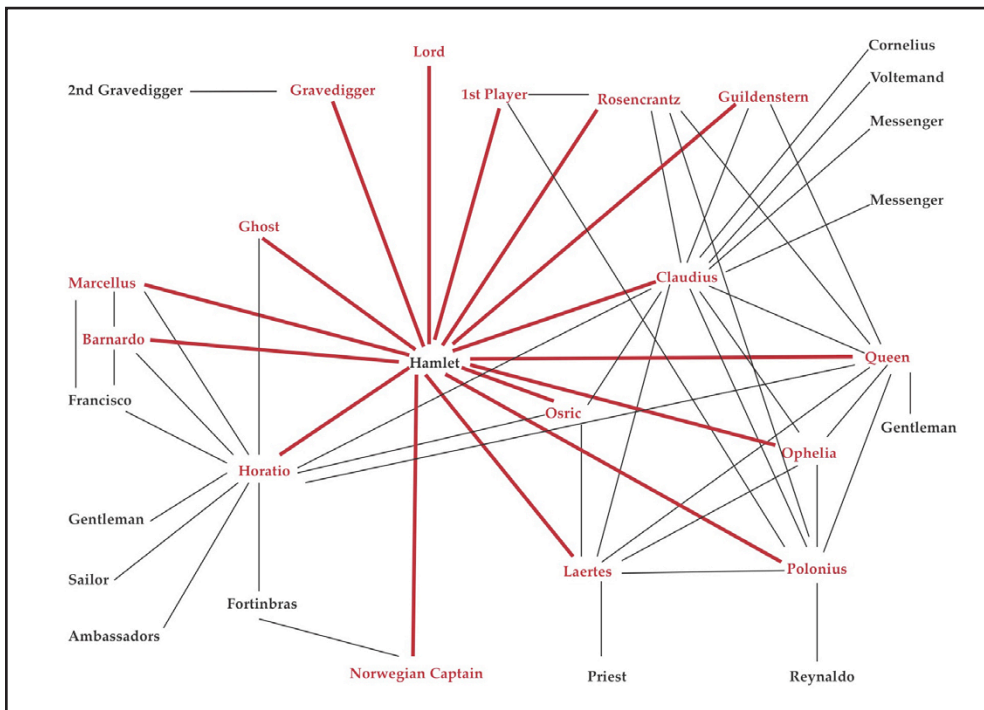 Lord
Cornelius
Voltemand
2nd Gravedigger
Gravedigger
1st Player
Rosencrantz
Guildenstern
Messenger
Messenger
Ghost
Marcellus
Claudius
Barnardo
Hamlet
Queen
Francisco
Osric
Gentleman
Ophelia
Horatio
Gentleman
Laertes
Polonius
Sailor
Fortinbras
Ambassadors
Norwegian Captain
Priest
Reynaldo